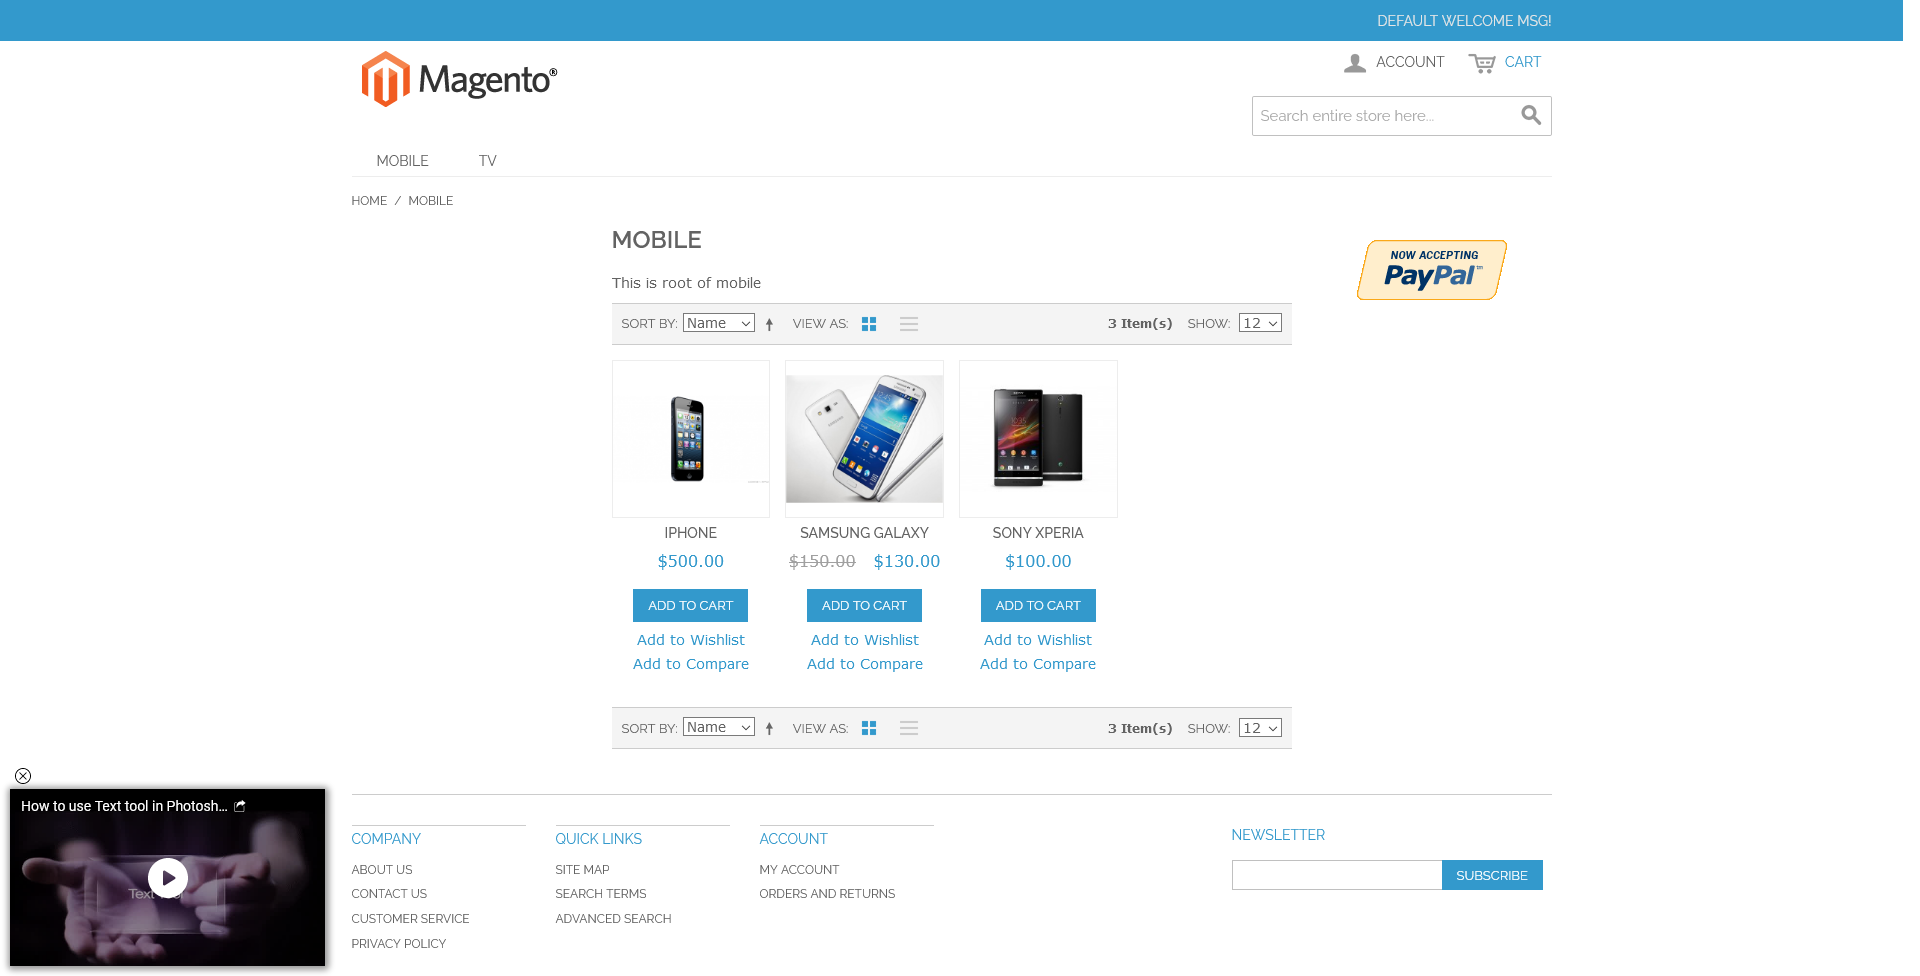 DEFAULT WELCOME MSG!
Magento®
ACCOUNT
CART
Search entire store here...
MOBILE TV
HOME / MOBILE
MOBILE
NOW ACCEPTING
PayPal™
This is root of mobile
SORT BY: Name VIEW AS: 3 Item(s) SHOW: 12
IPHONE
$500.00
ADD TO CART
Add to Wishlist
Add to Compare
SAMSUNG GALAXY
$150.00 $130.00
ADD TO CART
Add to Wishlist
Add to Compare
SONY XPERIA
$100.00
ADD TO CART
Add to Wishlist
Add to Compare
SORT BY: Name VIEW AS: 3 Item(s) SHOW: 12
How to use Text tool in Photosh...
COMPANY
ABOUT US
CONTACT US
CUSTOMER SERVICE
PRIVACY POLICY
QUICK LINKS
SITE MAP
SEARCH TERMS
ADVANCED SEARCH
ACCOUNT
MY ACCOUNT
ORDERS AND RETURNS
NEWSLETTER
SUBSCRIBE